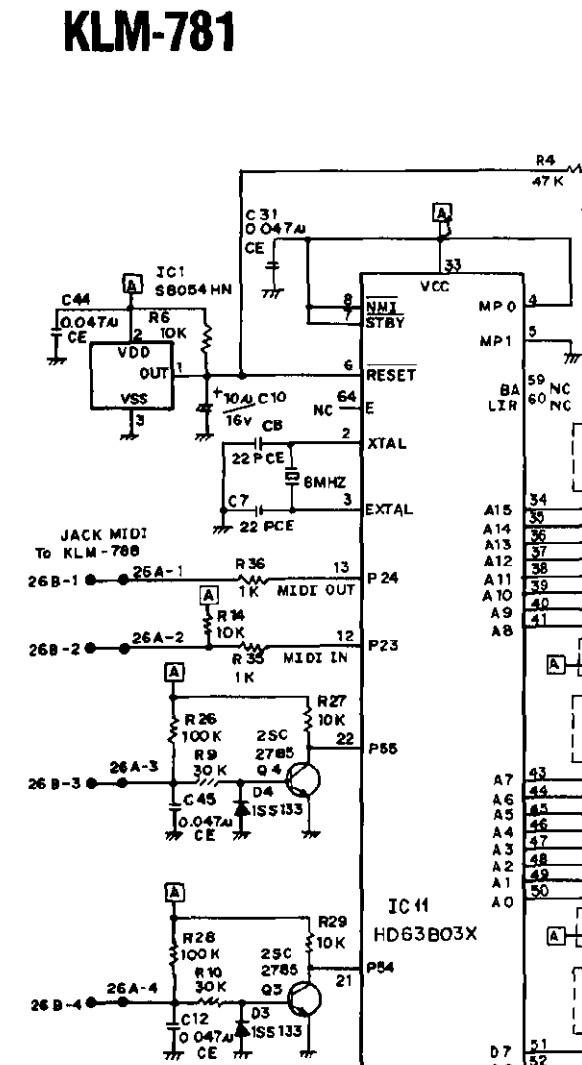 KLM-781
R4
47K
A
C31
0.047μ
CE
33
VCC
IC1
S8054HN
A
C44
0.047μ
CE
R6
10K
2
VDD
OUT
1
VSS
3
8
NMI
7
STBY
MP0
4
MP1
5
6
RESET
+
10μ
C10
16V
NC
64
E
BA
59
NC
LIR
60
NC
C8
22PCE
2
XTAL
8MHZ
C7
22PCE
3
EXTAL
A15
34
A14
35
A13
36
A12
37
A11
38
A10
39
A9
40
A8
41
JACK MIDI
To KLM-788
26B-1
26A-1
R36
1K
MIDI OUT
13
P24
A
R14
10K
26B-2
26A-2
R35
1K
MIDI IN
12
P23
A
A
R26
100K
R27
10K
2SC
2785
Q4
22
P55
26B-3
26A-3
R9
30K
D4
1SS133
C45
0.047μ
CE
A7
43
A6
44
A5
45
A4
46
A3
47
A2
48
A1
49
A0
50
IC11
HD63B03X
A
A
R28
100K
R29
10K
2SC
2785
Q3
21
P54
26B-4
26A-4
R10
30K
D3
1SS133
C12
0.047μ
CE
D7
51
52